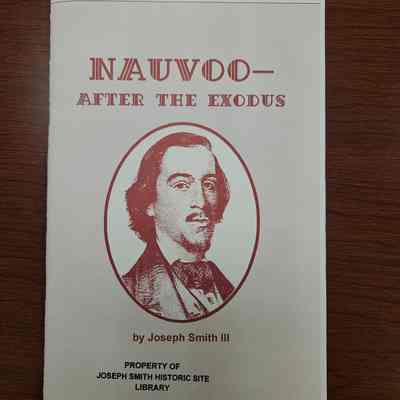 NAUVOO—
AFTER THE EXODUS
by Joseph Smith III
PROPERTY OF
JOSEPH SMITH HISTORIC SITE
LIBRARY